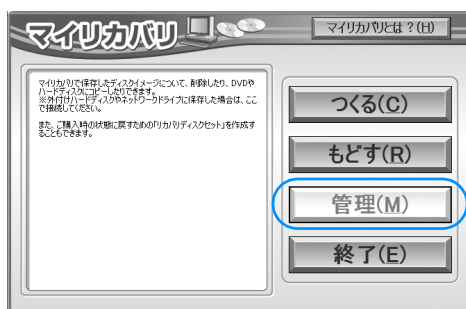 マイリカバリ
マイリカバリとは？(H)
マイリカバリで保存したディスクイメージについて、削除したり、DVDや
ハードディスクにコピーしたりできます。
※外付けハードディスクやネットワークドライブに保存した場合は、ここ
で接続してください。
また、ご購入時の状態に戻すための「リカバリディスクセット」を作成す
ることもできます。
つくる(C)
もどす(R)
管理(M)
終了(E)